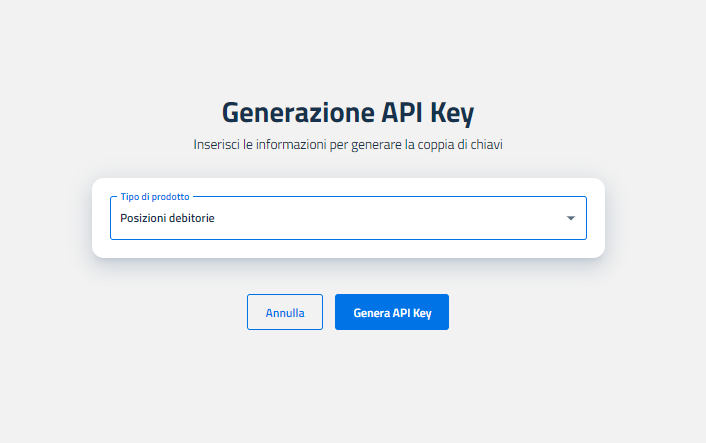 Generazione API Key
Inserisci le informazioni per generare la coppia di chiavi
Tipo di prodotto
Posizioni debitorie
Annulla
Genera API Key